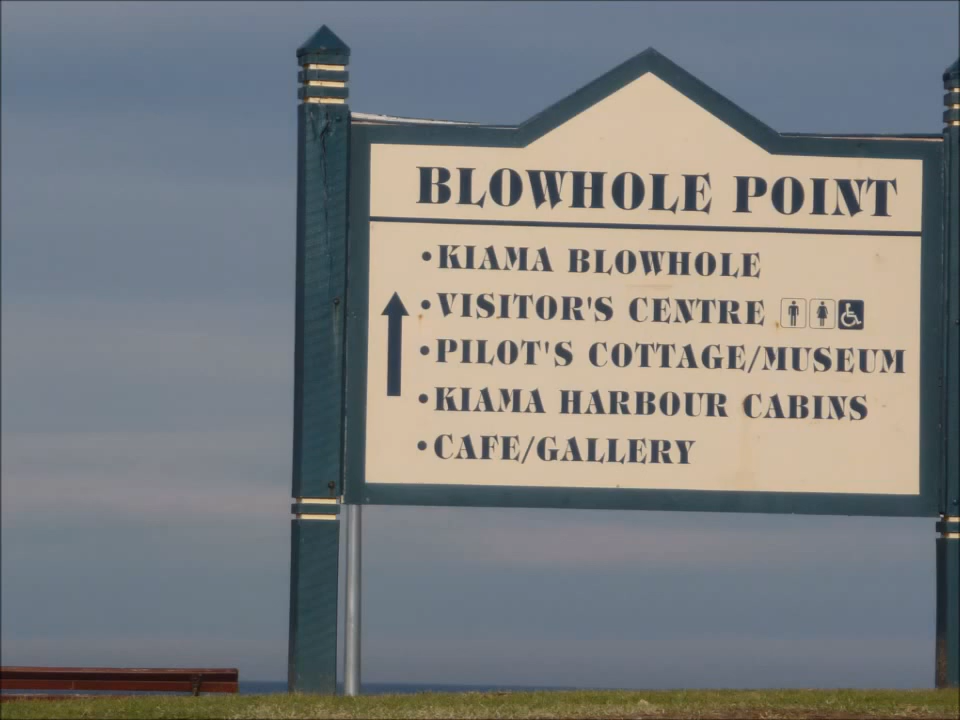 BLOWHOLE POINT
•KIAMA BLOWHOLE
•VISITOR'S CENTRE
•PILOT'S COTTAGE/MUSEUM
•KIAMA HARBOUR CABINS
•CAFE/GALLERY